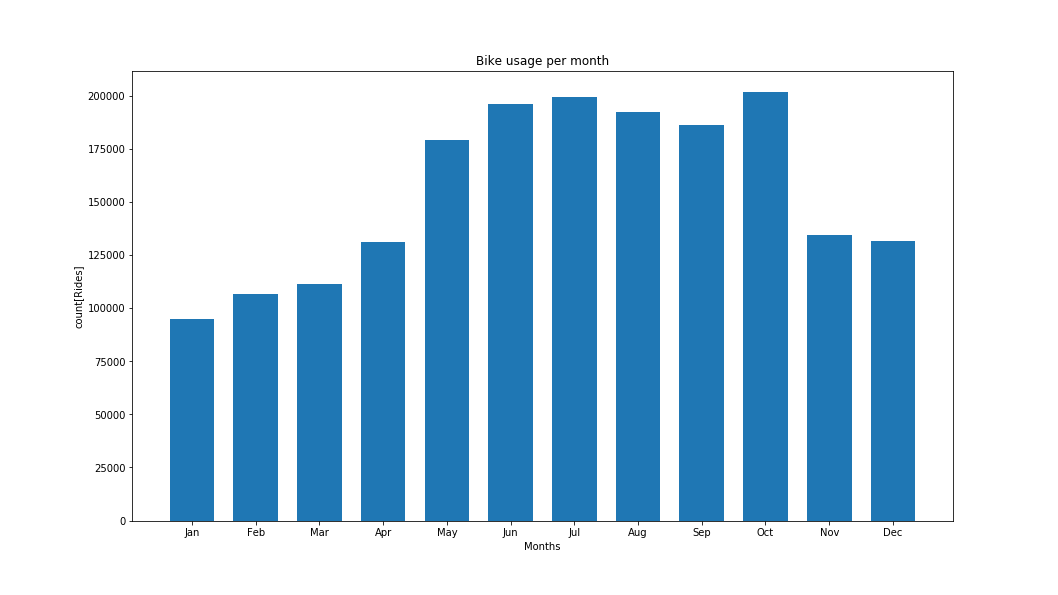 Bike usage per month
200000
175000
150000
125000
100000
75000
50000
25000
0
count[Rides]
Jan Feb Mar Apr May Jun Jul Aug Sep Oct Nov Dec
Months